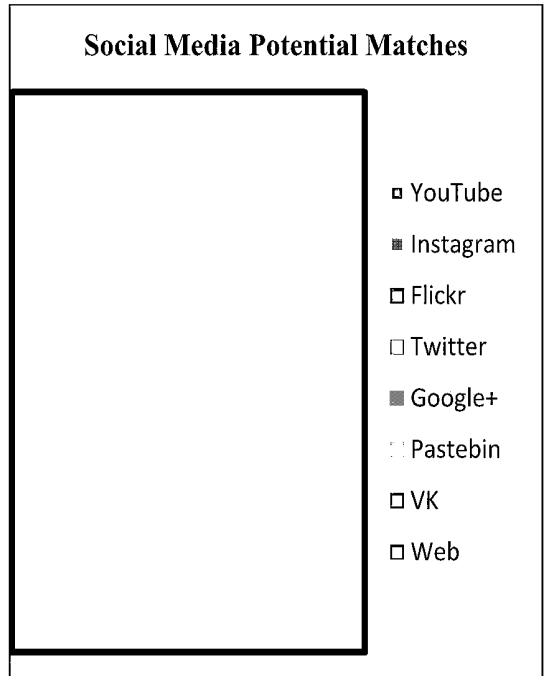 Social Media Potential Matches
YouTube
Instagram
Flickr
Twitter
Google+
Pastebin
VK
Web